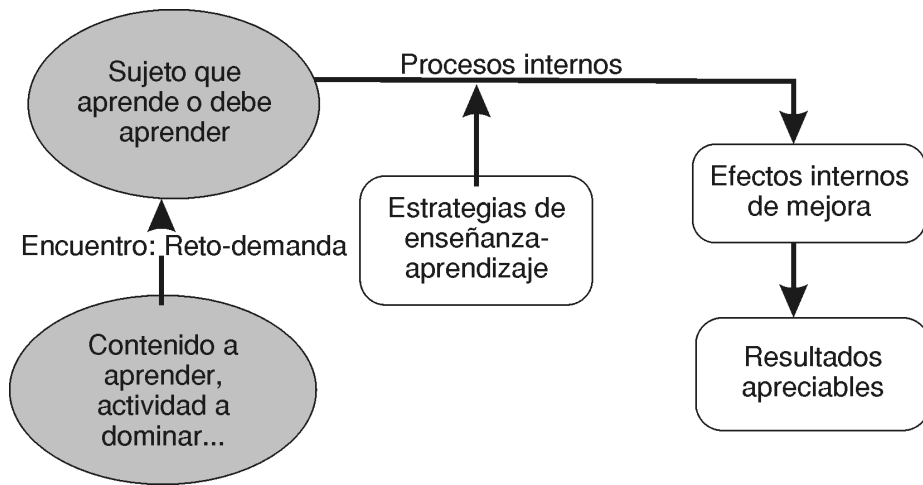 Sujeto que
aprende o debe
aprender
Procesos internos
Estrategias de
enseñanza-
aprendizaje
Efectos internos
de mejora
Encuentro: Reto-demanda
Contenido a
aprender,
actividad a
dominar...
Resultados
apreciables